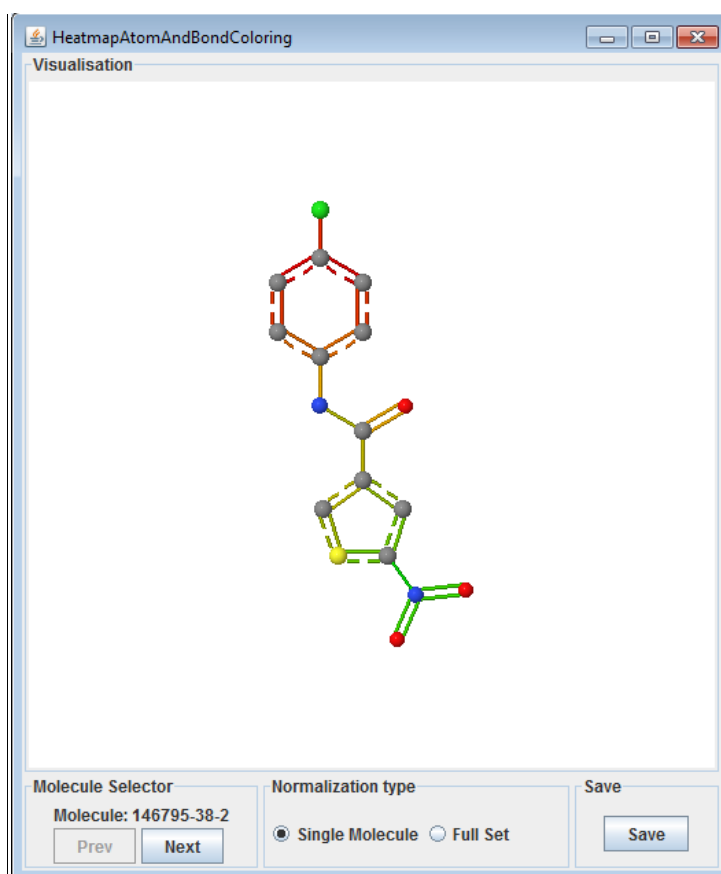 HeatmapAtomAndBondColoring
Visualisation
Molecule Selector
Molecule: 146795-38-2
Prev Next
Normalization type
Single Molecule Full Set
Save
Save